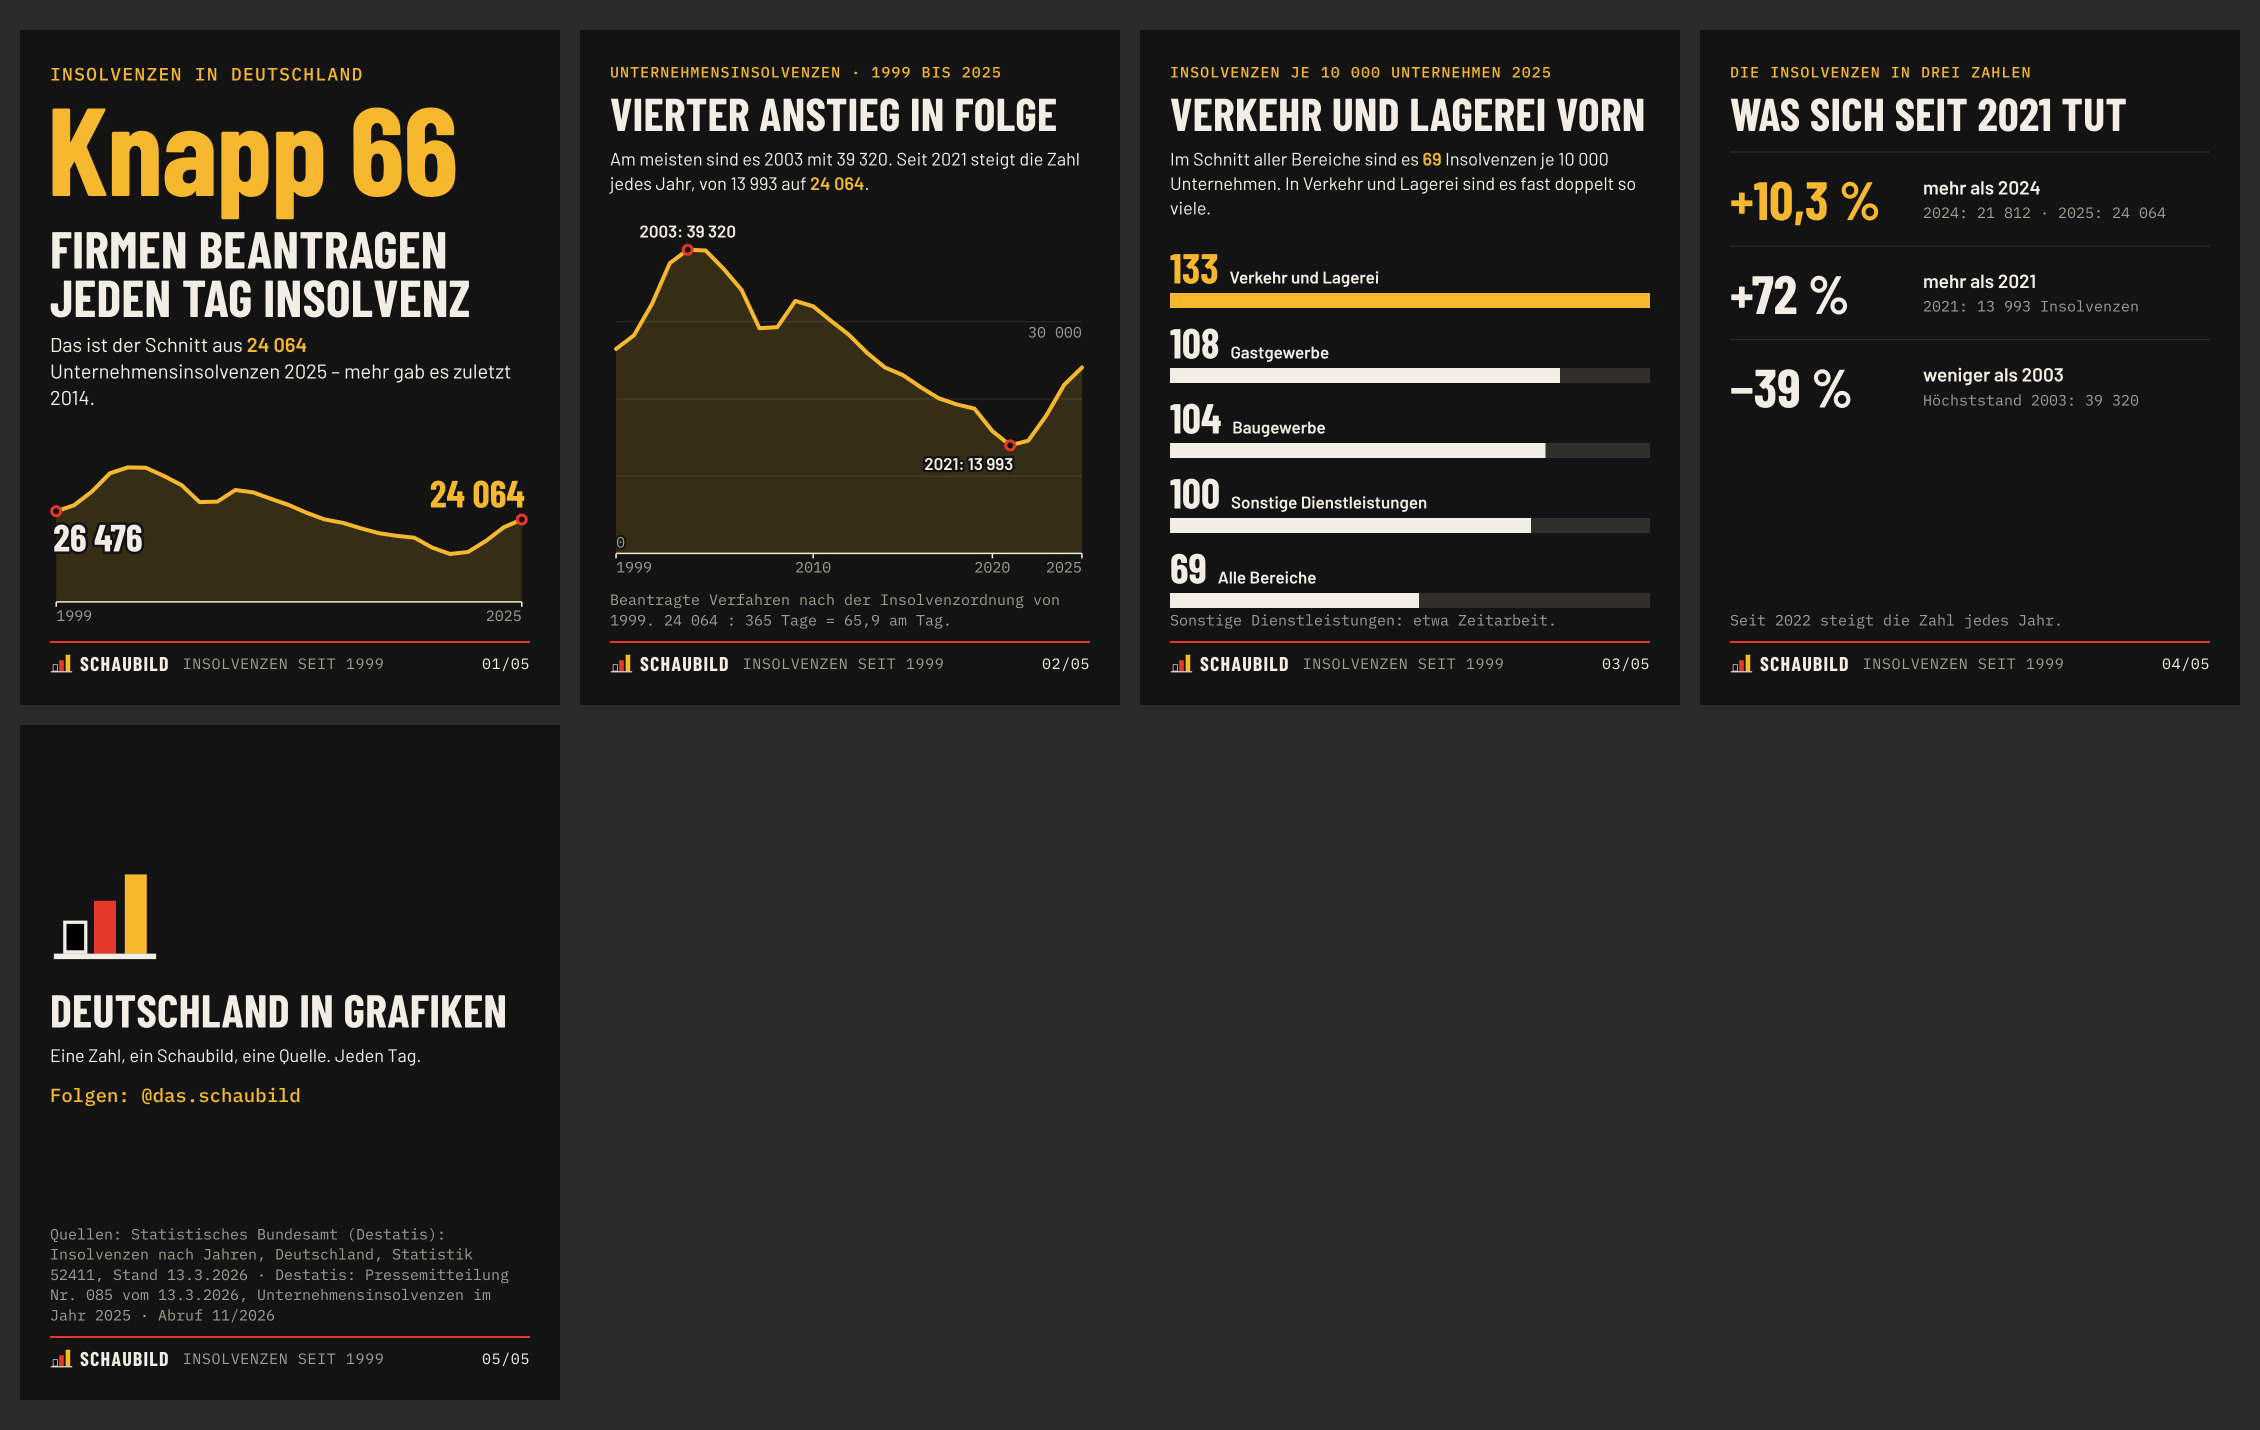 INSOLVENZEN IN DEUTSCHLAND
Knapp 66
FIRMEN BEANTRAGEN
JEDEN TAG INSOLVENZ
Das ist der Schnitt aus 24 064
Unternehmensinsolvenzen 2025 – mehr gab es zuletzt
2014.
24 064
26 476
1999 2025
SCHAUBILD INSOLVENZEN SEIT 1999 01/05
UNTERNEHMENSINSOLVENZEN · 1999 BIS 2025
VIERTER ANSTIEG IN FOLGE
Am meisten sind es 2003 mit 39 320. Seit 2021 steigt die Zahl
jedes Jahr, von 13 993 auf 24 064.
2003: 39 320
30 000
2021: 13 993
0
1999 2010 2020 2025
Beantragte Verfahren nach der Insolvenzordnung von
1999. 24 064 : 365 Tage = 65,9 am Tag.
SCHAUBILD INSOLVENZEN SEIT 1999 02/05
INSOLVENZEN JE 10 000 UNTERNEHMEN 2025
VERKEHR UND LAGEREI VORN
Im Schnitt aller Bereiche sind es 69 Insolvenzen je 10 000
Unternehmen. In Verkehr und Lagerei sind es fast doppelt so
viele.
133 Verkehr und Lagerei
108 Gastgewerbe
104 Baugewerbe
100 Sonstige Dienstleistungen
69 Alle Bereiche
Sonstige Dienstleistungen: etwa Zeitarbeit.
SCHAUBILD INSOLVENZEN SEIT 1999 03/05
DIE INSOLVENZEN IN DREI ZAHLEN
WAS SICH SEIT 2021 TUT
+10,3 % mehr als 2024
2024: 21 812 · 2025: 24 064
+72 % mehr als 2021
2021: 13 993 Insolvenzen
−39 % weniger als 2003
Höchststand 2003: 39 320
Seit 2022 steigt die Zahl jedes Jahr.
SCHAUBILD INSOLVENZEN SEIT 1999 04/05
DEUTSCHLAND IN GRAFIKEN
Eine Zahl, ein Schaubild, eine Quelle. Jeden Tag.
Folgen: @das.schaubild
Quellen: Statistisches Bundesamt (Destatis):
Insolvenzen nach Jahren, Deutschland, Statistik
52411, Stand 13.3.2026 · Destatis: Pressemitteilung
Nr. 085 vom 13.3.2026, Unternehmensinsolvenzen im
Jahr 2025 · Abruf 11/2026
SCHAUBILD INSOLVENZEN SEIT 1999 05/05